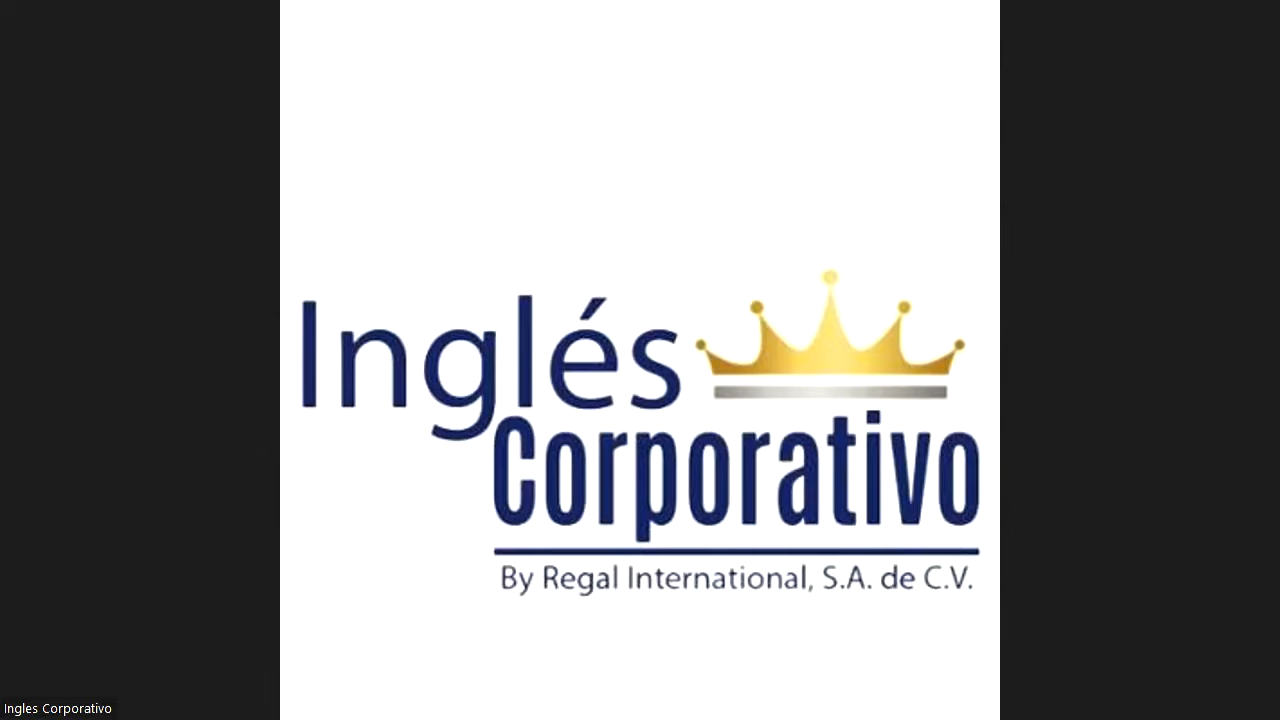 Inglés
Corporativo
By Regal International, S.A. de C.V.
Ingles Corporativo